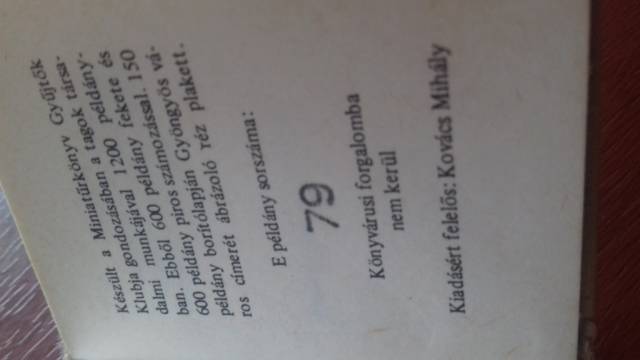 Készült a Miniatűrkönyv Gyűjtők
Klubja gondozásában a tagok társa-
dalmi munkájával 1200 példány-
ban. Ebből 600 példány fekete és
600 példány piros számozással. 150
példány borítólapján Gyöngyös vá-
ros címerét ábrázoló réz plakett.
E példány sorszáma:
79
Könyvárusi forgalomba
nem kerül
Kiadásért felelős: Kovács Mihály